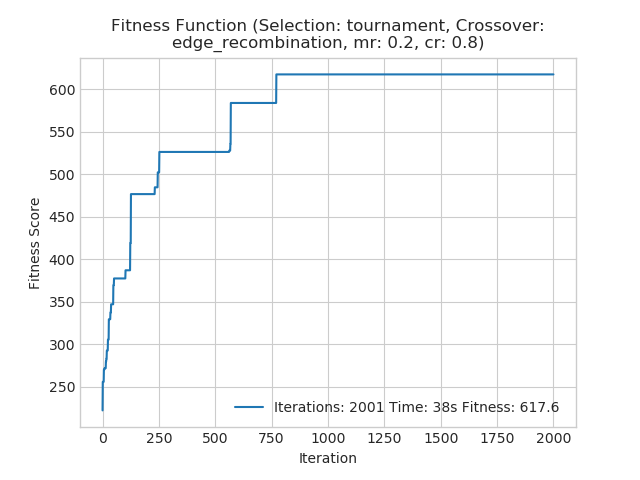 Fitness Function (Selection: tournament, Crossover:
edge_recombination, mr: 0.2, cr: 0.8)
Fitness Score
600
550
500
450
400
350
300
250
Iterations: 2001 Time: 38s Fitness: 617.6
0 250 500 750 1000 1250 1500 1750 2000
Iteration